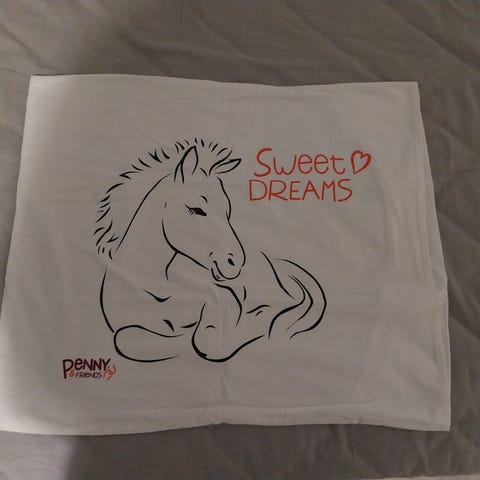 Sweet
DREAMS
PENNY
& FRIENDS